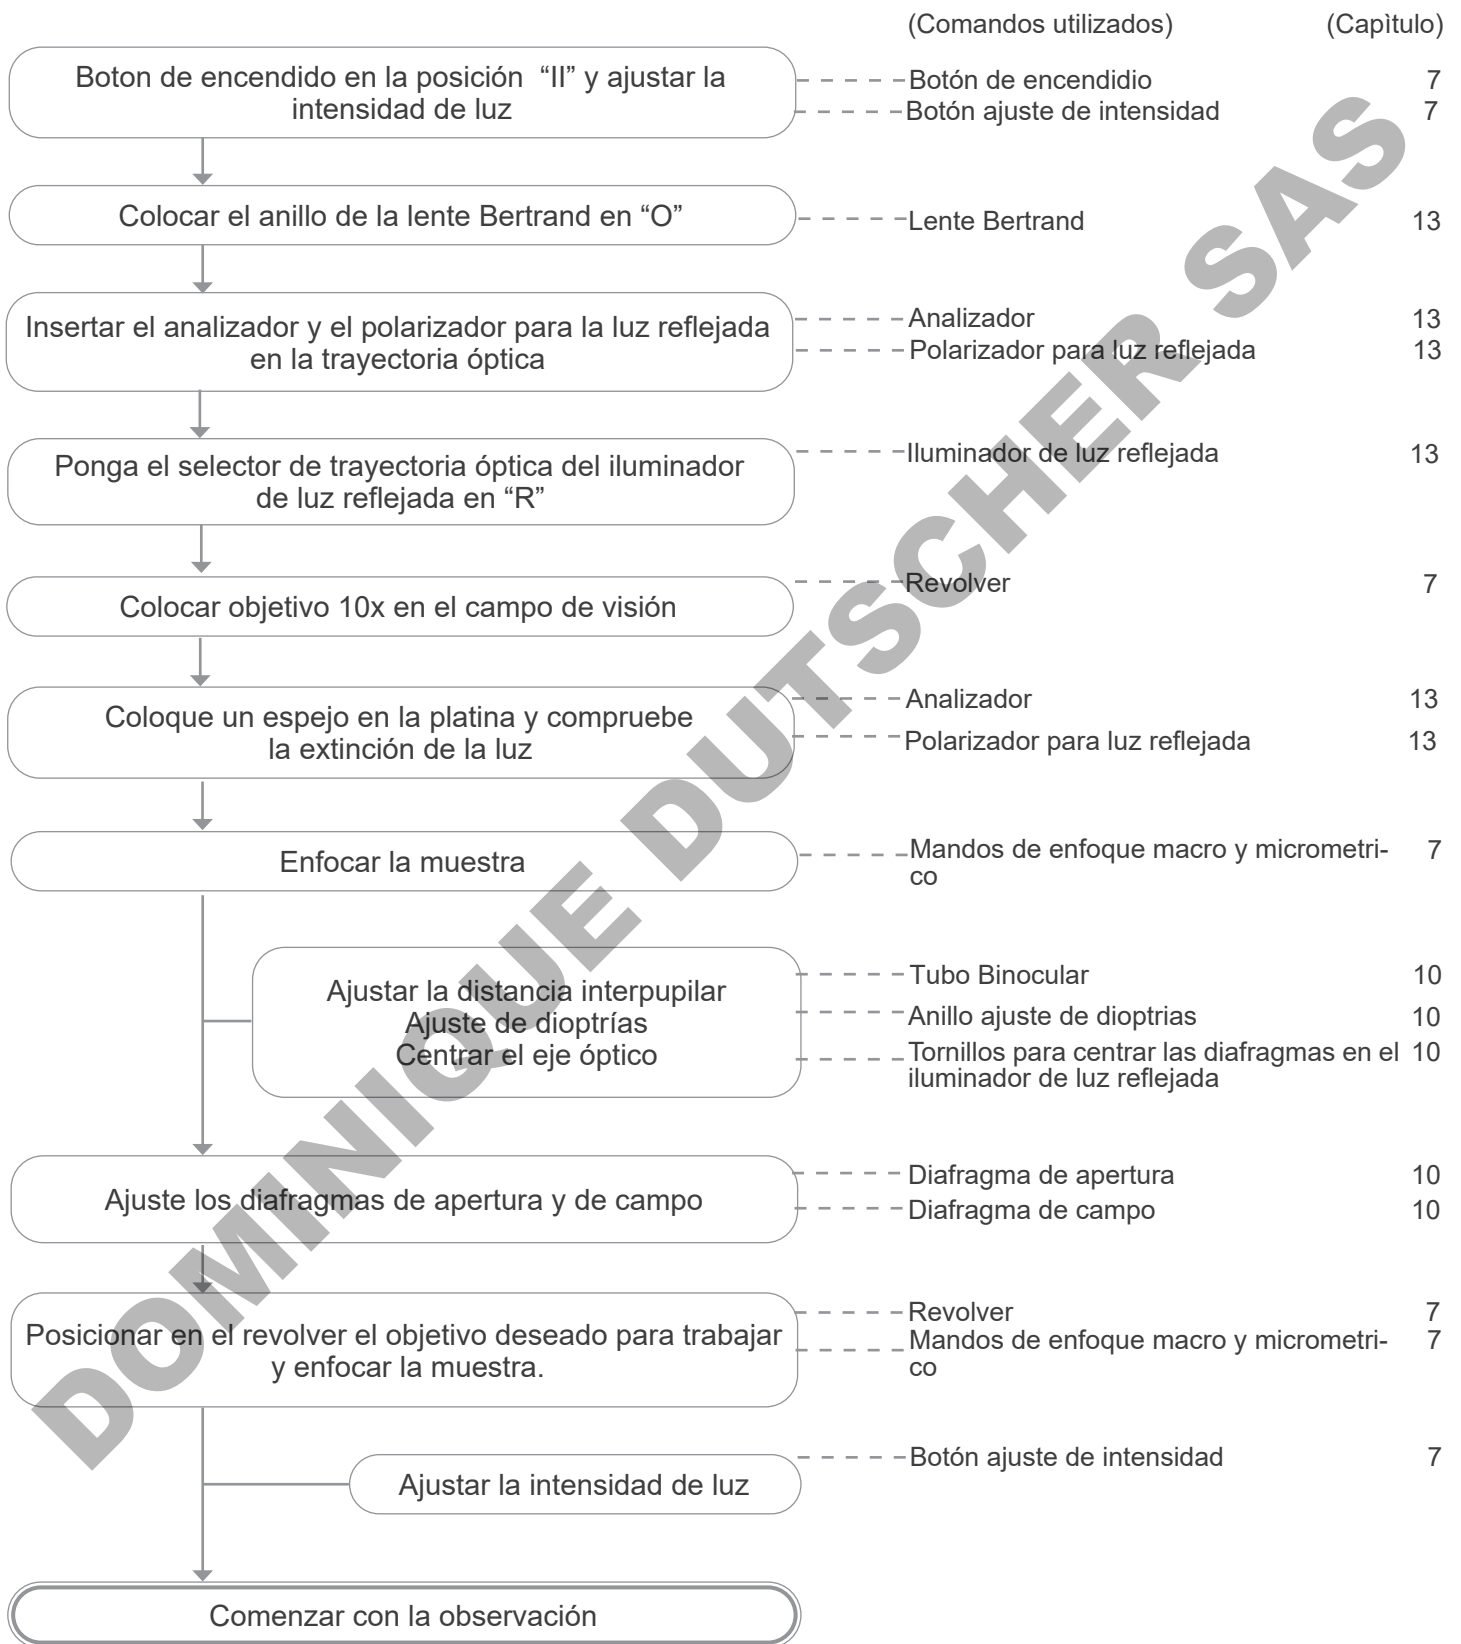 (Comandos utilizados) (Capìtulo)
Boton de encendido en la posición “II” y ajustar la
intensidad de luz
Botón de encendidio 7
Botón ajuste de intensidad 7
Colocar el anillo de la lente Bertrand en “O”
Lente Bertrand 13
Insertar el analizador y el polarizador para la luz reflejada
en la trayectoria óptica
Analizador 13
Polarizador para luz reflejada 13
Ponga el selector de trayectoria óptica del iluminador
de luz reflejada en “R”
Iluminador de luz reflejada 13
Colocar objetivo 10x en el campo de visión
Revolver 7
Coloque un espejo en la platina y compruebe
la extinción de la luz
Analizador 13
Polarizador para luz reflejada 13
Enfocar la muestra
Mandos de enfoque macro y micrometri- 7
co
Ajustar la distancia interpupilar
Ajuste de dioptrías
Centrar el eje óptico
Tubo Binocular 10
Anillo ajuste de dioptrias 10
Tornillos para centrar las diafragmas en el 10
iluminador de luz reflejada
Ajuste los diafragmas de apertura y de campo
Diafragma de apertura 10
Diafragma de campo 10
Posicionar en el revolver el objetivo deseado para trabajar
y enfocar la muestra.
Revolver 7
Mandos de enfoque macro y micrometri- 7
co
Ajustar la intensidad de luz
Botón ajuste de intensidad 7
Comenzar con la observación
DOMINIQUE DUTSCHER SAS